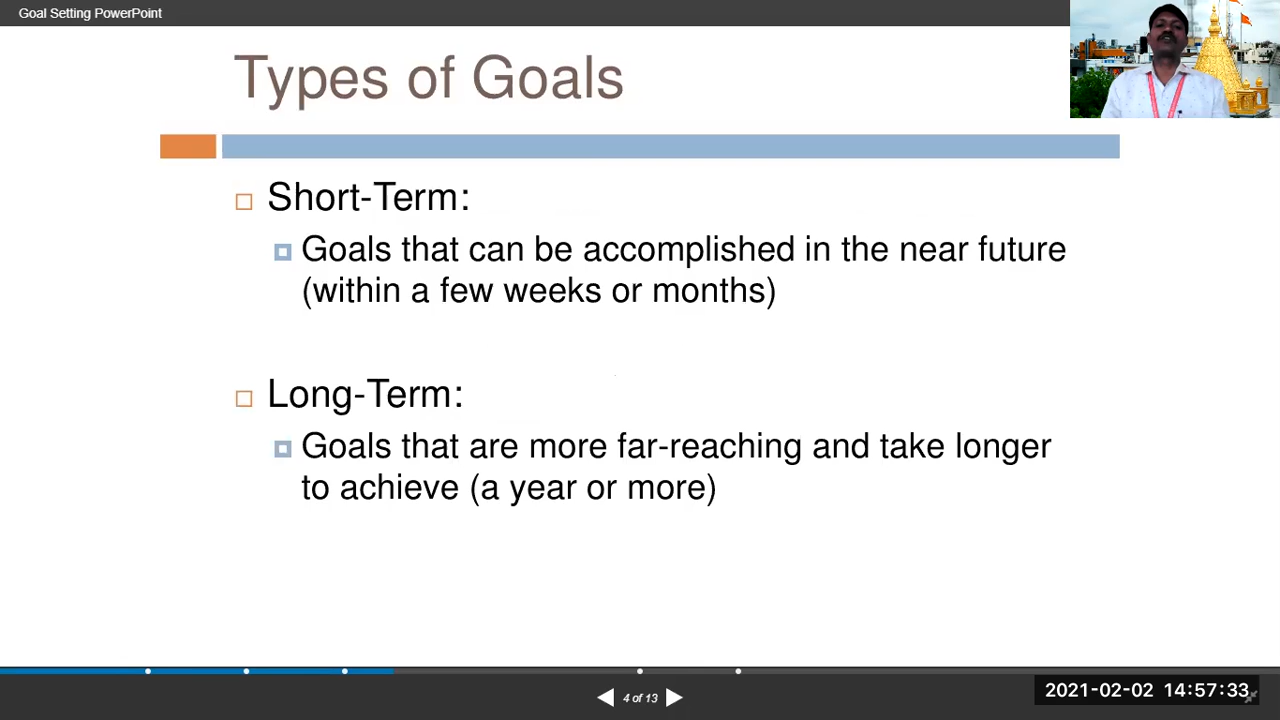 Goal Setting PowerPoint
Types of Goals
Short-Term:
Goals that can be accomplished in the near future
(within a few weeks or months)
Long-Term:
Goals that are more far-reaching and take longer
to achieve (a year or more)
4 of 13
2021-02-02 14:57:33